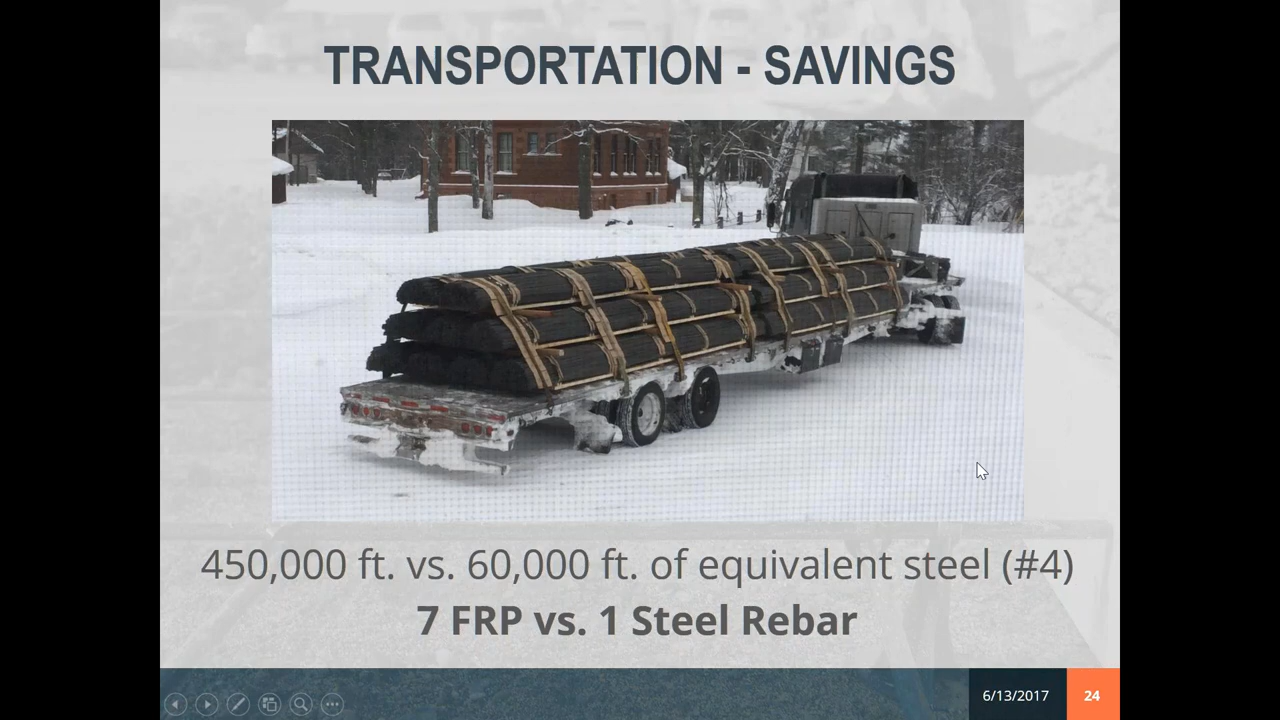 TRANSPORTATION - SAVINGS
450,000 ft. vs. 60,000 ft. of equivalent steel (#4)
7 FRP vs. 1 Steel Rebar
6/13/2017
24